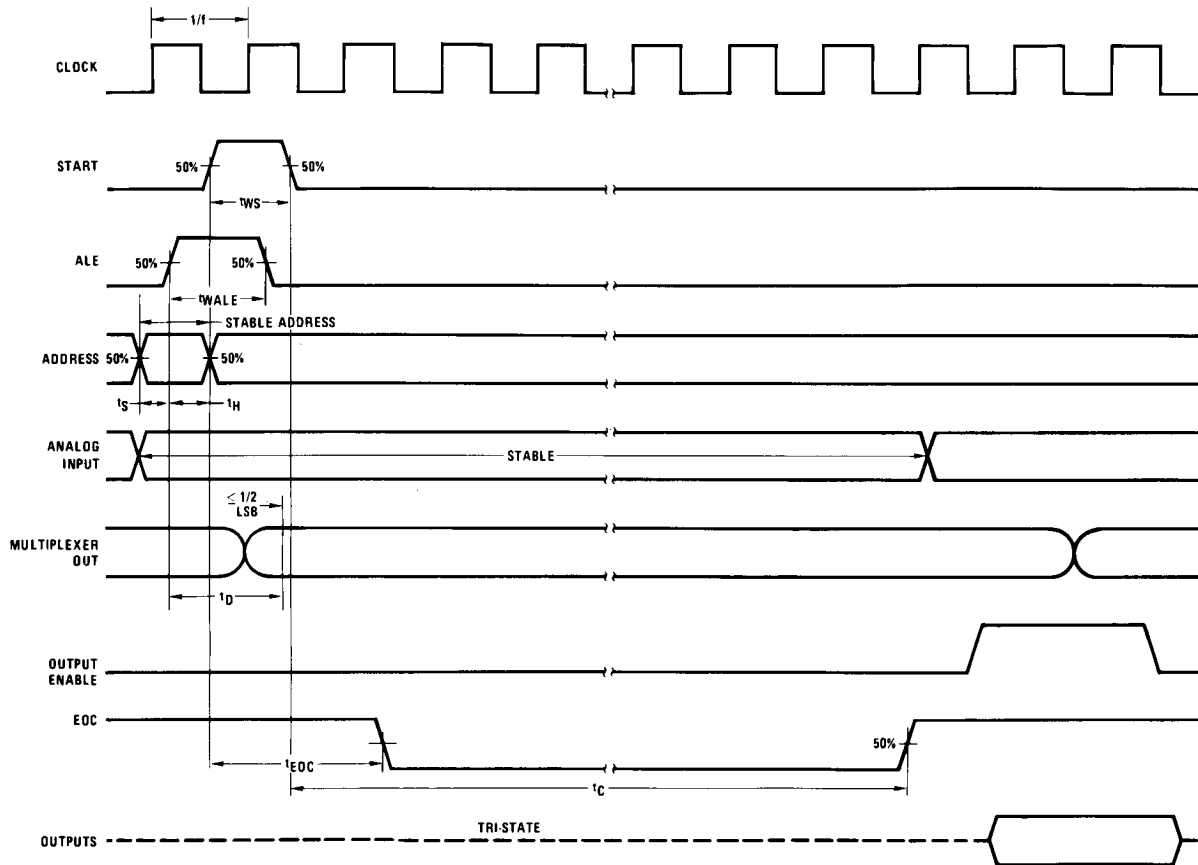 1/f
CLOCK
START
50%
50%
tWS
ALE
50%
50%
tWALE
STABLE ADDRESS
ADDRESS
50%
50%
tS
tH
ANALOG
INPUT
STABLE
≤ 1/2
LSB
MULTIPLEXER
OUT
tD
OUTPUT
ENABLE
EOC
50%
tEOC
tC
TRI-STATE
OUTPUTS